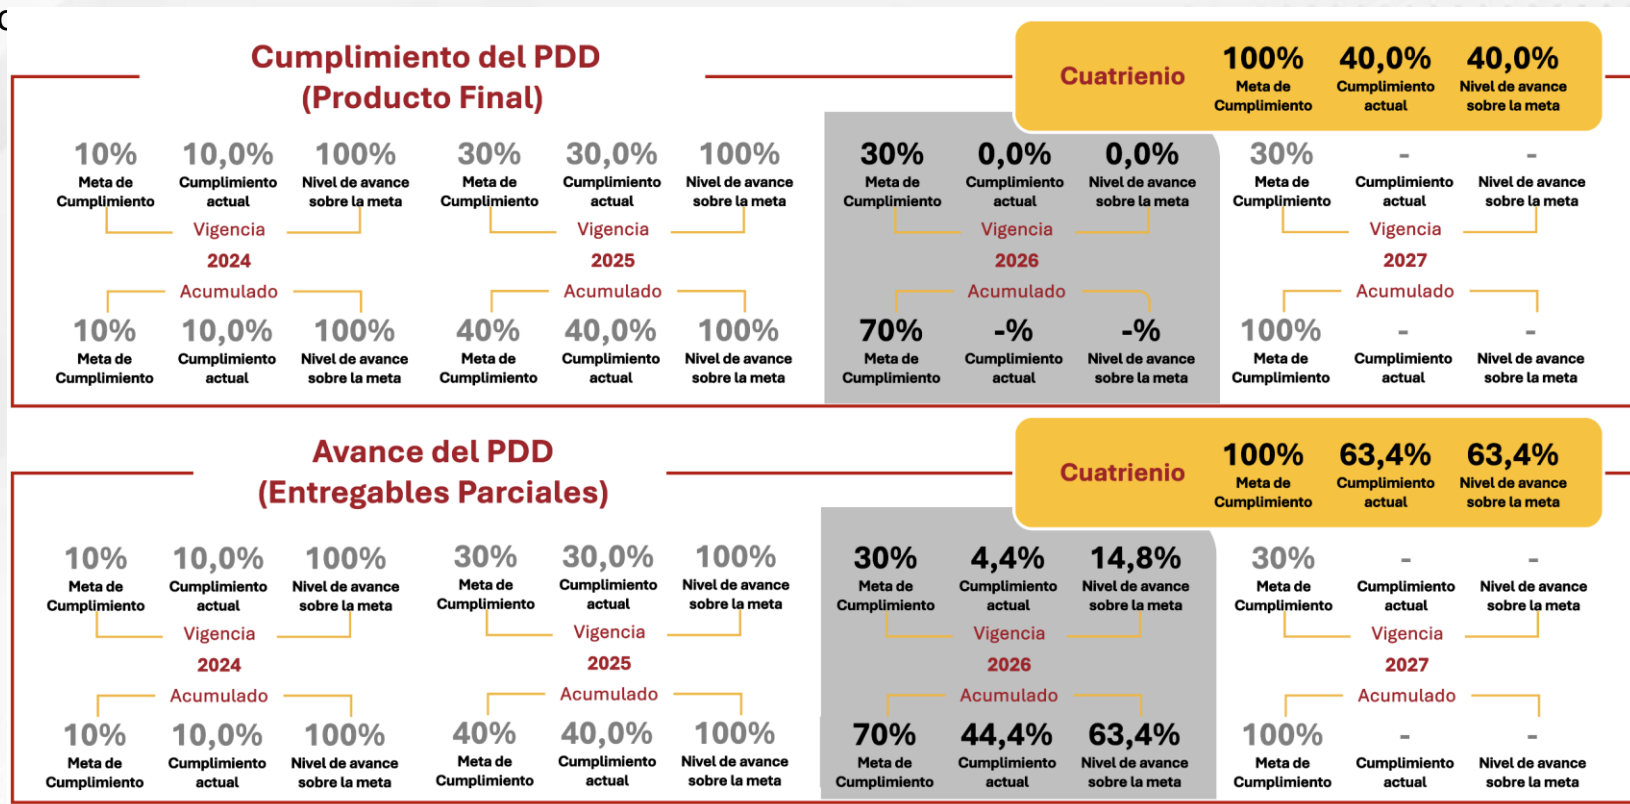 Cumplimiento del PDD
(Producto Final)
Cuatrienio
100% 40,0% 40,0%
Meta de Cumplimiento Nivel de avance
Cumplimiento actual sobre la meta
10% 10,0% 100% 30% 30,0% 100% 30% 0,0% 0,0% 30% - -
Meta de Cumplimiento Nivel de avance Meta de Cumplimiento Nivel de avance Meta de Cumplimiento Nivel de avance Meta de Cumplimiento Nivel de avance
Cumplimiento actual sobre la meta Cumplimiento actual sobre la meta Cumplimiento actual sobre la meta Cumplimiento actual sobre la meta
Vigencia Vigencia Vigencia Vigencia
2024 2025 2026 2027
Acumulado Acumulado Acumulado Acumulado
10% 10,0% 100% 40% 40,0% 100% 70% -% -% 100% - -
Meta de Cumplimiento Nivel de avance Meta de Cumplimiento Nivel de avance Meta de Cumplimiento Nivel de avance Meta de Cumplimiento Nivel de avance
Cumplimiento actual sobre la meta Cumplimiento actual sobre la meta Cumplimiento actual sobre la meta Cumplimiento actual sobre la meta
Avance del PDD
(Entregables Parciales)
Cuatrienio
100% 63,4% 63,4%
Meta de Cumplimiento Nivel de avance
Cumplimiento actual sobre la meta
10% 10,0% 100% 30% 30,0% 100% 30% 4,4% 14,8% 30% - -
Meta de Cumplimiento Nivel de avance Meta de Cumplimiento Nivel de avance Meta de Cumplimiento Nivel de avance Meta de Cumplimiento Nivel de avance
Cumplimiento actual sobre la meta Cumplimiento actual sobre la meta Cumplimiento actual sobre la meta Cumplimiento actual sobre la meta
Vigencia Vigencia Vigencia Vigencia
2024 2025 2026 2027
Acumulado Acumulado Acumulado Acumulado
10% 10,0% 100% 40% 40,0% 100% 70% 44,4% 63,4% 100% - -
Meta de Cumplimiento Nivel de avance Meta de Cumplimiento Nivel de avance Meta de Cumplimiento Nivel de avance Meta de Cumplimiento Nivel de avance
Cumplimiento actual sobre la meta Cumplimiento actual sobre la meta Cumplimiento actual sobre la meta Cumplimiento actual sobre la meta